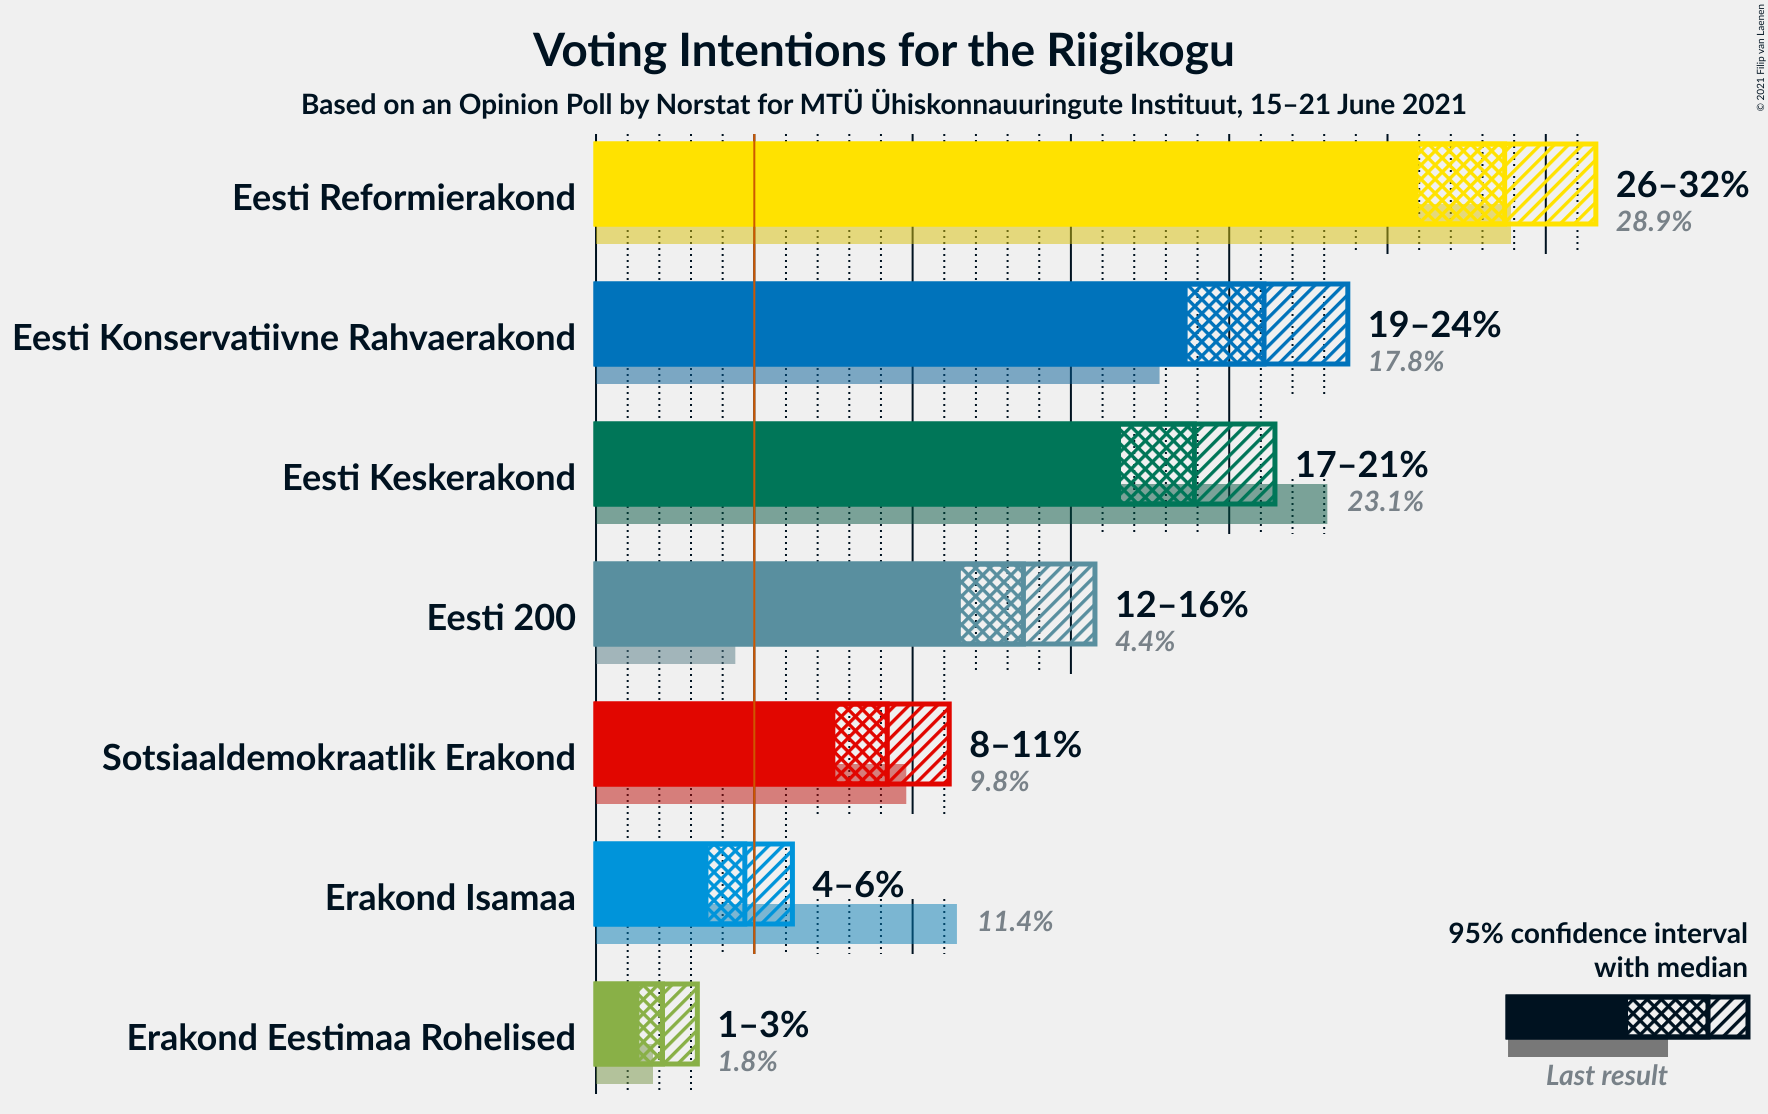 Voting Intentions for the Riigikogu
Based on an Opinion Poll by Norstat for MTÜ Ühiskonnauuringute Instituut, 15–21 June 2021
© 2021 Filip van Laenen
Eesti Reformierakond
26–32%
28.9%
Eesti Konservatiivne Rahvaerakond
19–24%
17.8%
Eesti Keskerakond
17–21%
23.1%
Eesti 200
12–16%
4.4%
Sotsiaaldemokraatlik Erakond
8–11%
9.8%
Erakond Isamaa
4–6%
11.4%
Erakond Eestimaa Rohelised
1–3%
1.8%
95% confidence interval
with median
Last result